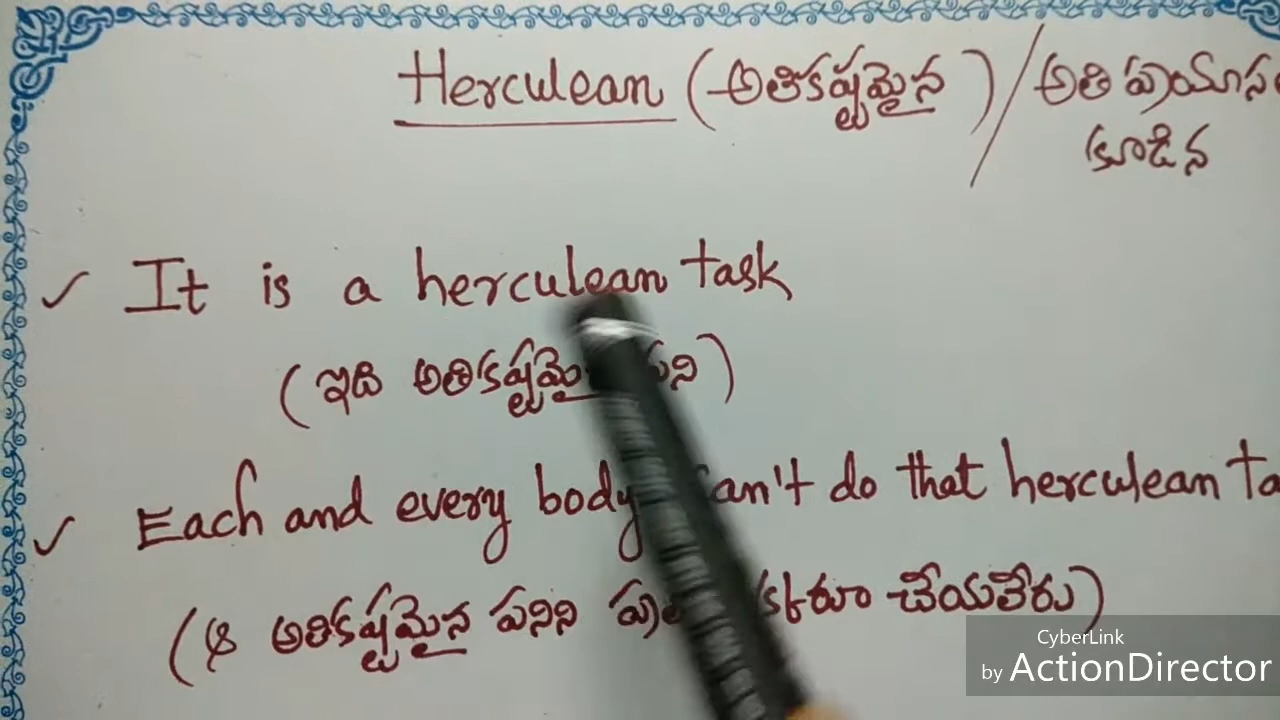 Herculean (అతికష్టమైన) / అతి ప్రయాస
కూడిన
✓ It is a herculean task
(ఇది అతికష్టమైన పని)
✓ Each and every body can't do that herculean
(ఆ అతికష్టమైన పనిని చేయలేరు)
CyberLink
by ActionDirector